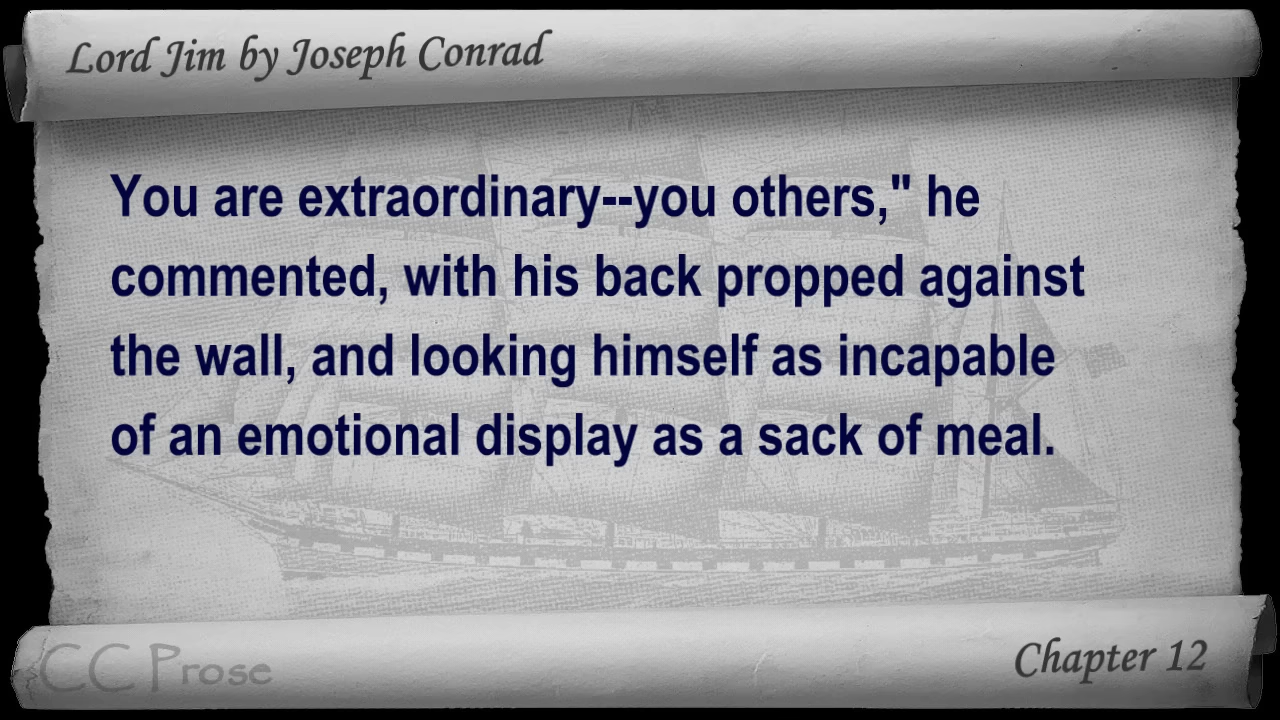 Lord Jim by Joseph Conrad
You are extraordinary--you others," he
commented, with his back propped against
the wall, and looking himself as incapable
of an emotional display as a sack of meal.
CC Prose
Chapter 12